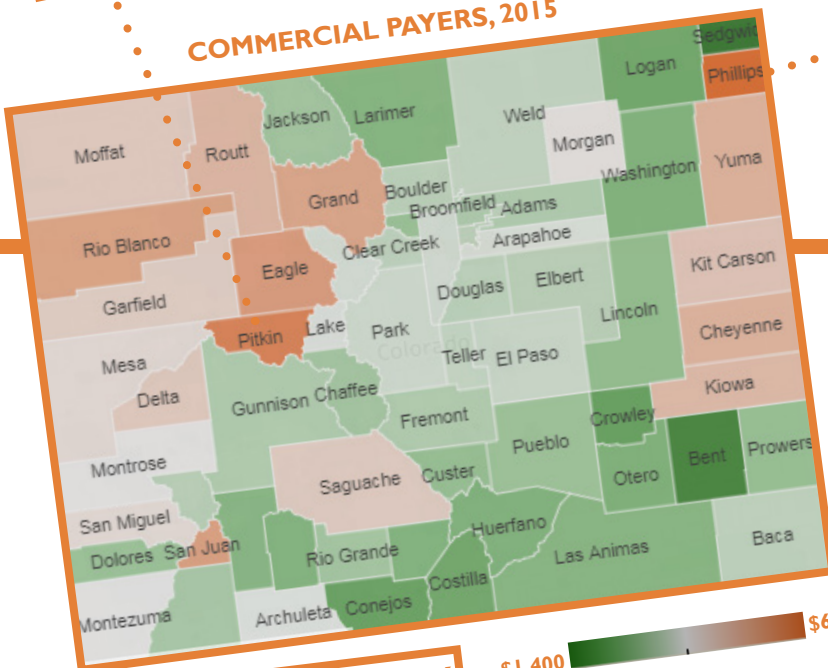 COMMERCIAL PAYERS, 2015
Sedgwic
Logan
Phillips
Jackson
Larimer
Weld
Moffat
Routt
Morgan
Washington
Yuma
Grand
Boulder
Broomfield
Adams
Rio Blanco
Clear Creek
Arapahoe
Eagle
Kit Carson
Garfield
Douglas
Elbert
Lincoln
Pitkin
Lake
Park
Colorado
Cheyenne
Mesa
Teller
El Paso
Delta
Gunnison
Chaffee
Kiowa
Fremont
Crowley
Montrose
Pueblo
Bent
Prowers
Saguache
Custer
Otero
San Miguel
Huerfano
Dolores
San Juan
Rio Grande
Las Animas
Baca
Montezuma
Archuleta
Conejos
Costilla
$1,400
$6